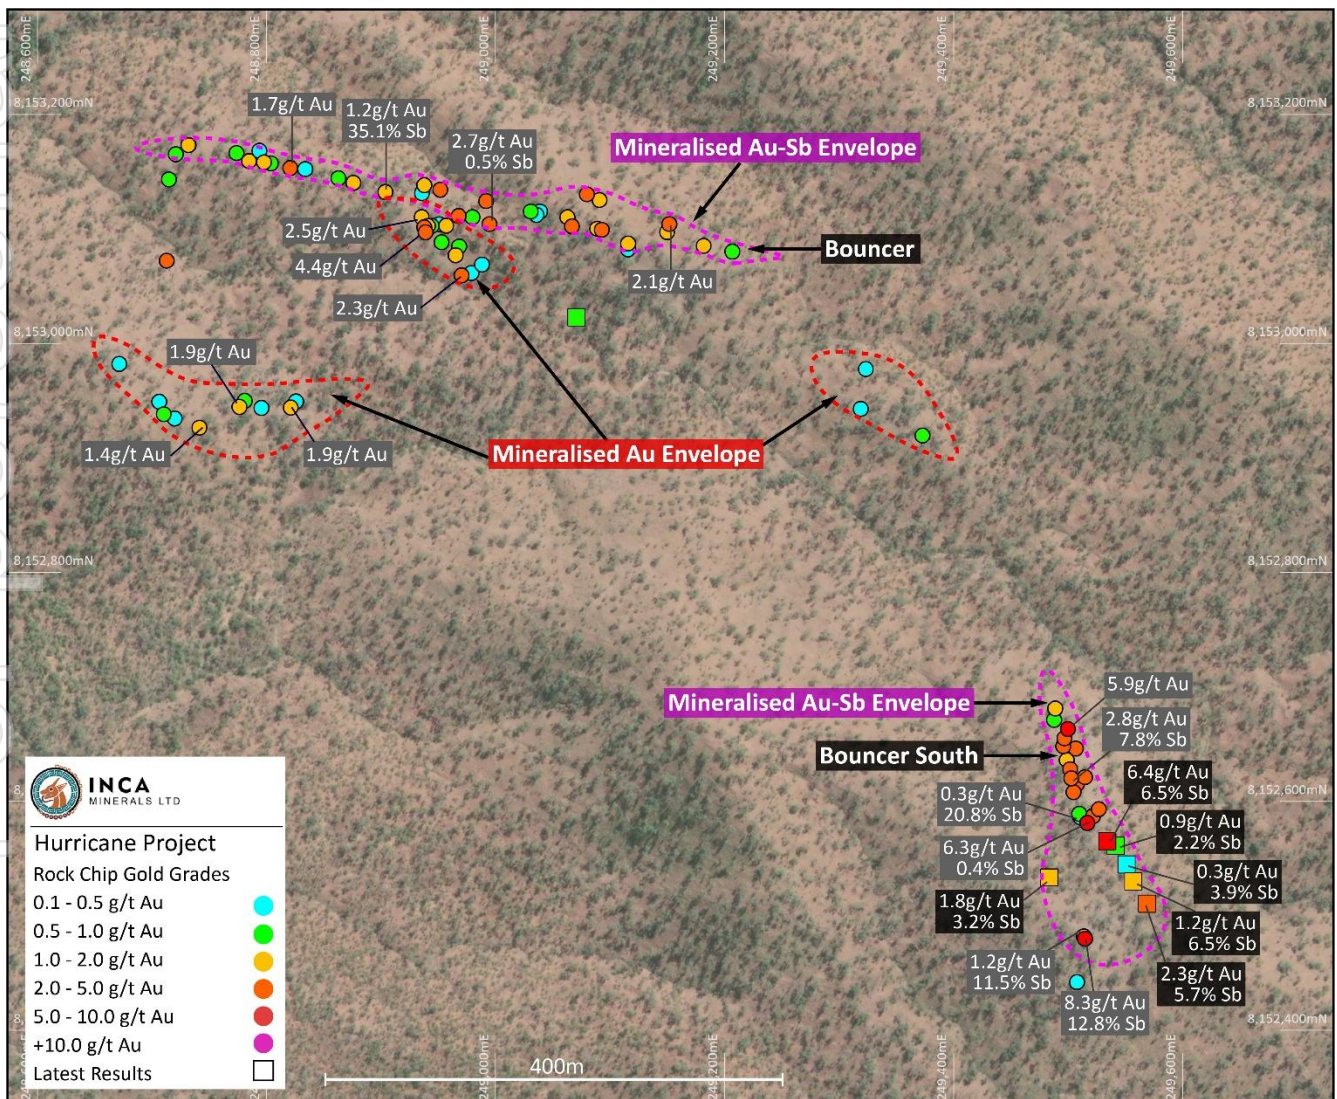 248,600mE
248,800mE
249,000mE
249,200mE
249,400mE
249,600mE
8,153,200mN
8,153,200mN
1.7g/t Au
1.2g/t Au
35.1% Sb
2.7g/t Au
0.5% Sb
Mineralised Au-Sb Envelope
2.5g/t Au
4.4g/t Au
2.3g/t Au
2.1g/t Au
Bouncer
8,153,000mN
8,153,000mN
1.9g/t Au
1.4g/t Au
1.9g/t Au
Mineralised Au Envelope
8,152,800mN
8,152,800mN
Mineralised Au-Sb Envelope
Bouncer South
5.9g/t Au
2.8g/t Au
7.8% Sb
6.4g/t Au
6.5% Sb
0.3g/t Au
20.8% Sb
8,152,600mN
0.9g/t Au
2.2% Sb
6.3g/t Au
0.4% Sb
0.3g/t Au
3.9% Sb
1.8g/t Au
3.2% Sb
1.2g/t Au
6.5% Sb
1.2g/t Au
11.5% Sb
2.3g/t Au
5.7% Sb
8.3g/t Au
12.8% Sb
8,152,400mN
INCA
MINERALS LTD
Hurricane Project
Rock Chip Gold Grades
0.1 - 0.5 g/t Au
0.5 - 1.0 g/t Au
1.0 - 2.0 g/t Au
2.0 - 5.0 g/t Au
5.0 - 10.0 g/t Au
+10.0 g/t Au
Latest Results
400m
249,000mE
249,200mE
249,400mE
249,600mE